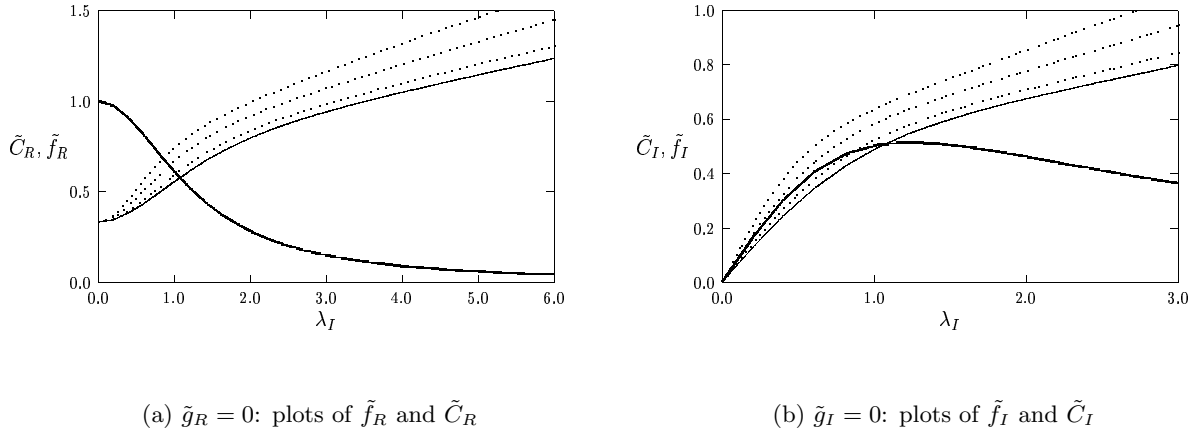 1.5
1.0
0.5
0.0
C̃_R, f̃_R
0.0 1.0 2.0 3.0 4.0 5.0 6.0
λ_I
(a) g̃_R = 0: plots of f̃_R and C̃_R
1.0
0.8
0.6
0.4
0.2
0.0
C̃_I, f̃_I
0.0 1.0 2.0 3.0
λ_I
(b) g̃_I = 0: plots of f̃_I and C̃_I